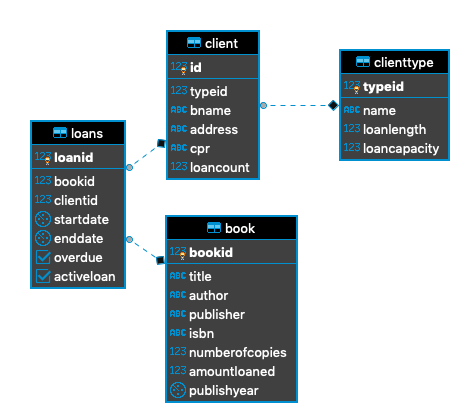 client
123 id
123 typeid
ABC bname
ABC address
ABC cpr
123 loancount
clienttype
123 typeid
ABC name
123 loanlength
123 loancapacity
loans
123 loanid
123 bookid
123 clientid
startdate
enddate
overdue
activeloan
book
123 bookid
ABC title
ABC author
ABC publisher
ABC isbn
123 numberofcopies
123 amountloaned
publishyear